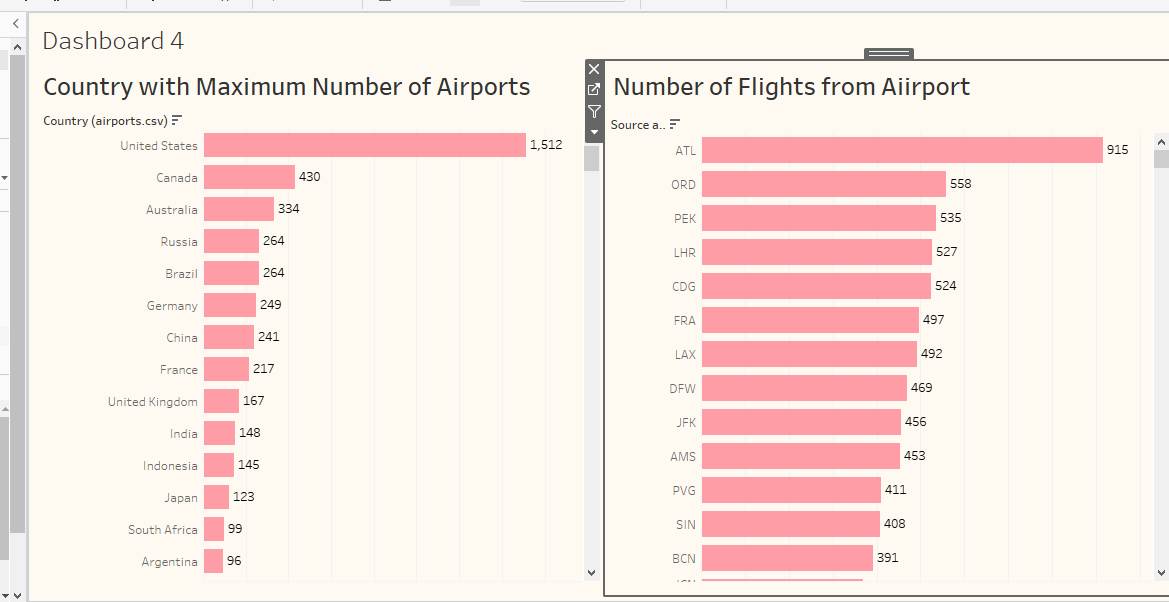 Dashboard 4
Country with Maximum Number of Airports
Country (airports.csv)
United States 1,512
Canada 430
Australia 334
Russia 264
Brazil 264
Germany 249
China 241
France 217
United Kingdom 167
India 148
Indonesia 145
Japan 123
South Africa 99
Argentina 96
Number of Flights from Aiirport
Source a..
ATL 915
ORD 558
PEK 535
LHR 527
CDG 524
FRA 497
LAX 492
DFW 469
JFK 456
AMS 453
PVG 411
SIN 408
BCN 391